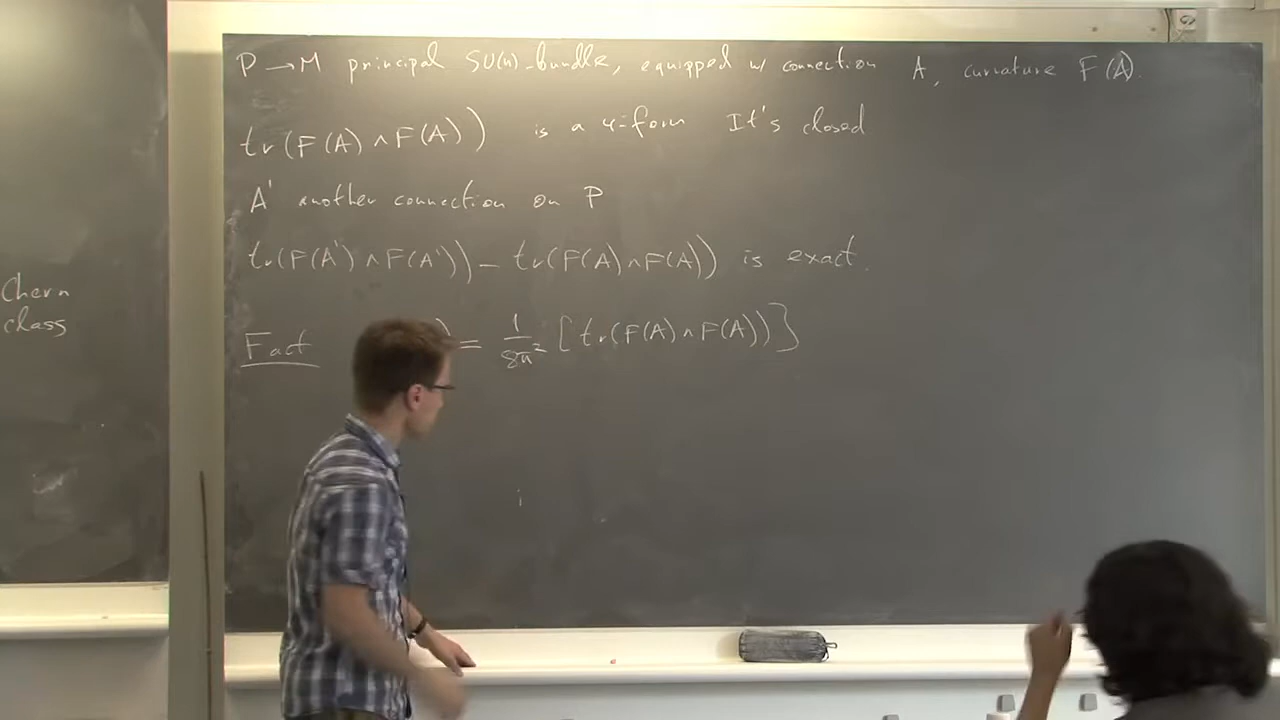 Chern
class
P → M principal SU(n)-bundle, equipped w/ connection A, curvature F(A).
tr(F(A) ∧ F(A)) is a 4-form It's closed
A' another connection on P
tr(F(A') ∧ F(A')) - tr(F(A) ∧ F(A)) is exact.
Fact ) = 1/8π² [tr(F(A) ∧ F(A))]